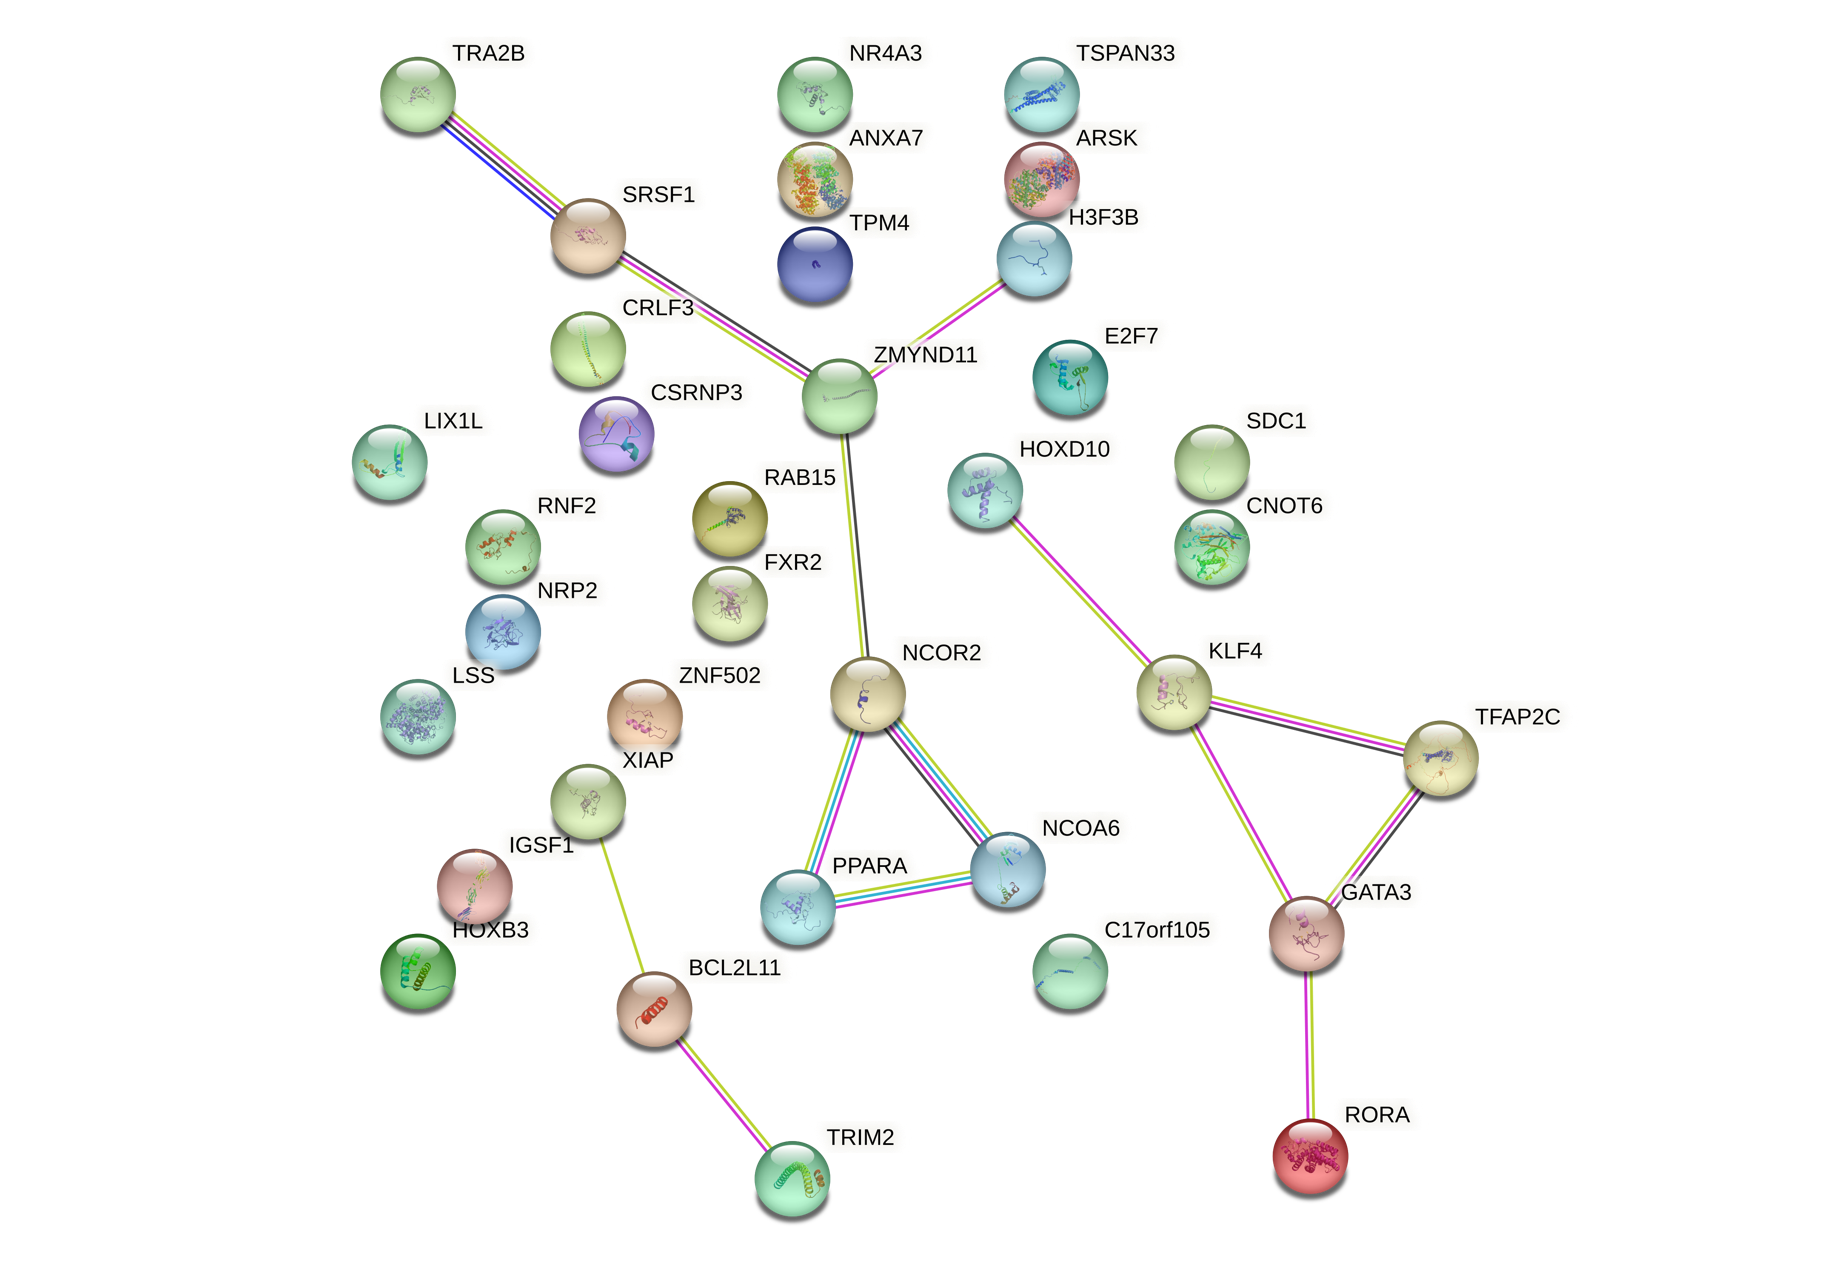 TRA2B
NR4A3
TSPAN33
ANXA7
ARSK
SRSF1
H3F3B
TPM4
CRLF3
E2F7
ZMYND11
CSRNP3
LIX1L
SDC1
HOXD10
RAB15
RNF2
CNOT6
FXR2
NRP2
KLF4
NCOR2
LSS
ZNF502
TFAP2C
XIAP
NCOA6
IGSF1
PPARA
GATA3
HOXB3
C17orf105
BCL2L11
RORA
TRIM2